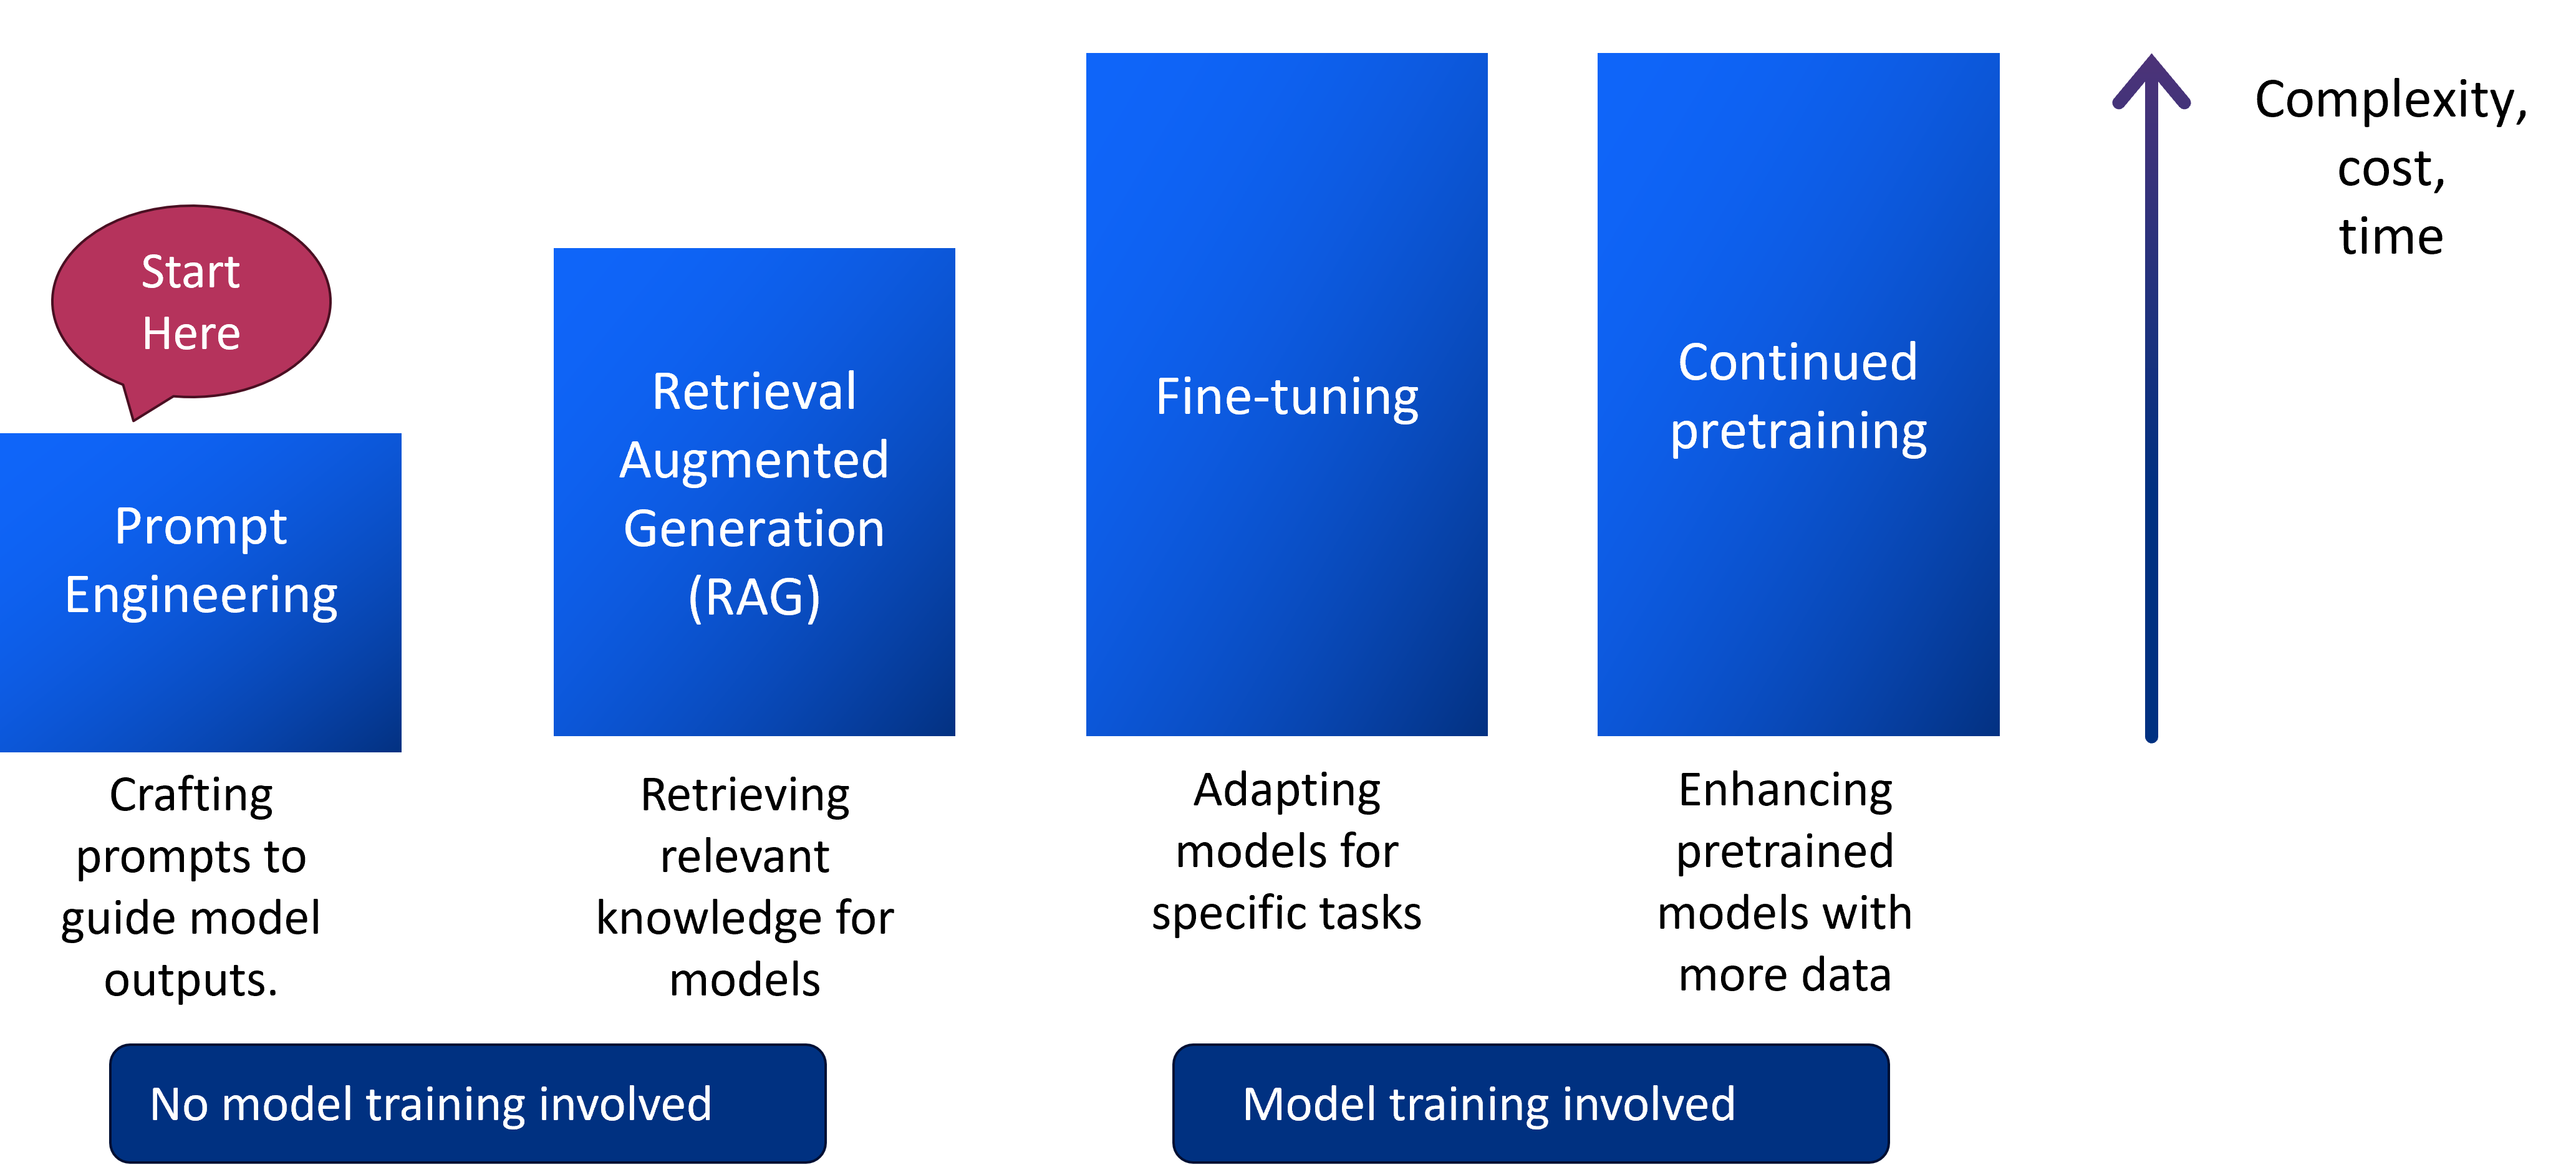 Start
Here
Prompt
Engineering
Crafting
prompts to
guide model
outputs.
Retrieval
Augmented
Generation
(RAG)
Retrieving
relevant
knowledge for
models
No model training involved
Fine-tuning
Adapting
models for
specific tasks
Continued
pretraining
Enhancing
pretrained
models with
more data
Model training involved
Complexity,
cost,
time